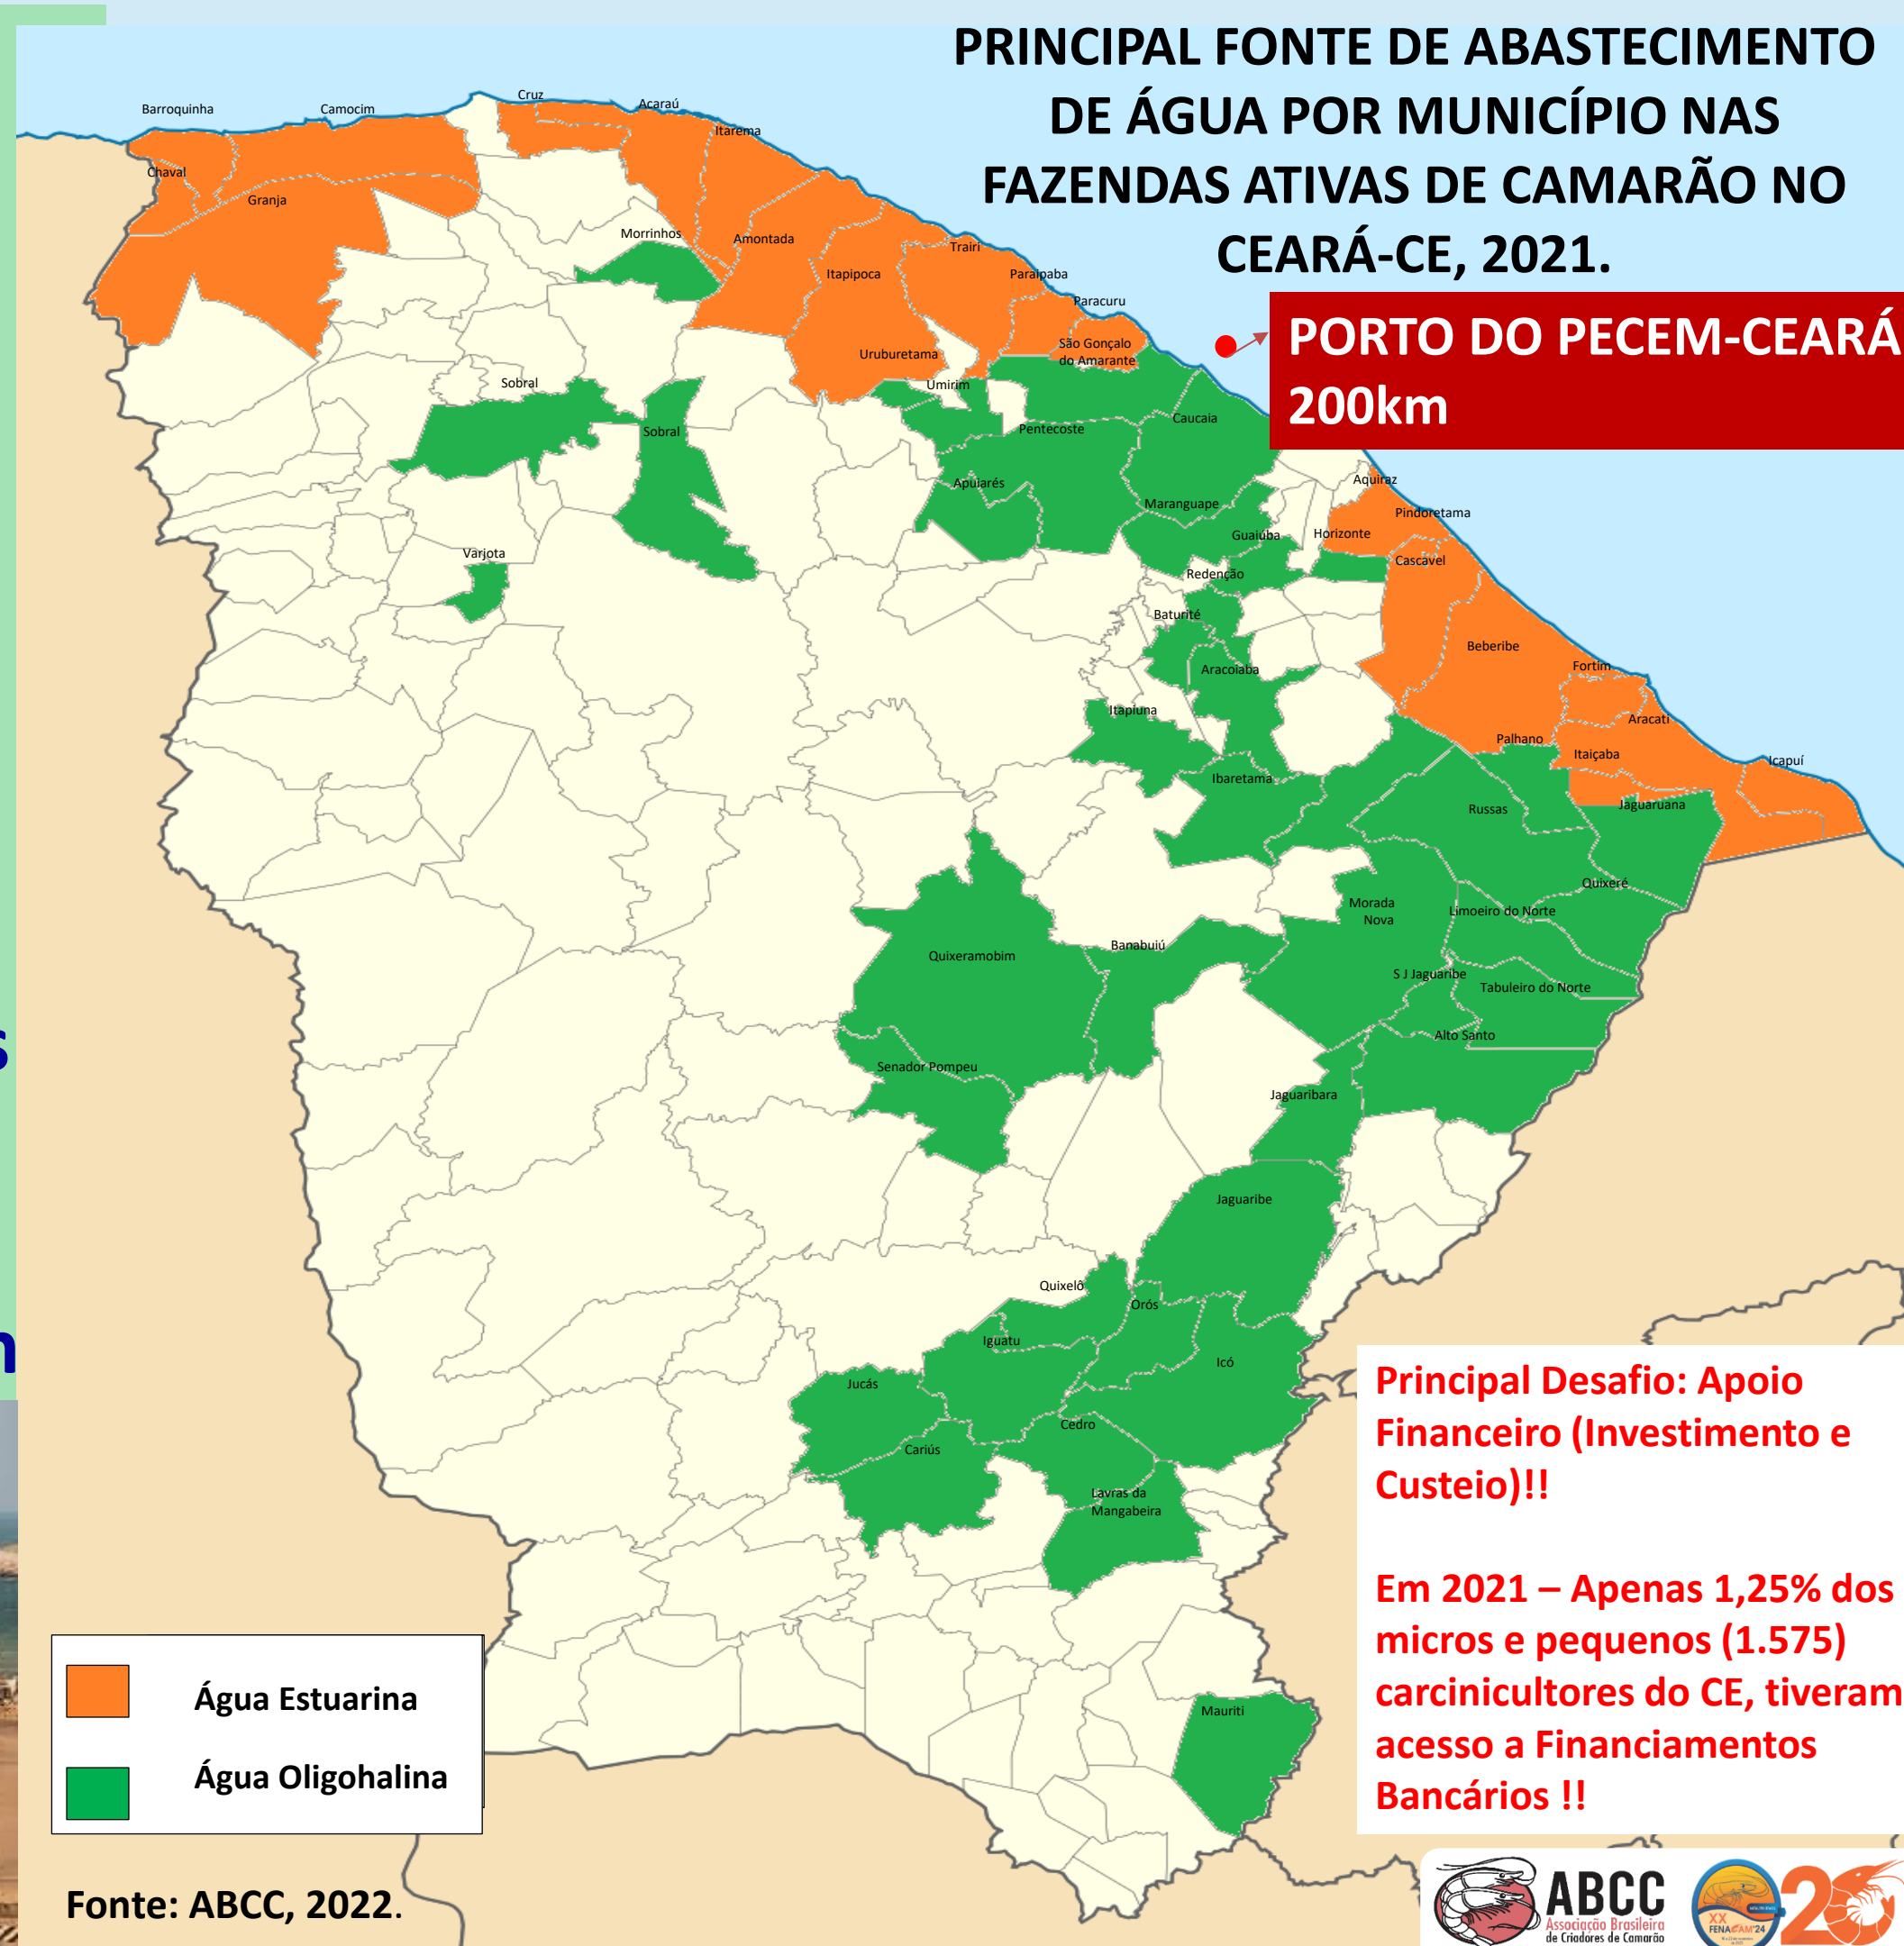 PRINCIPAL FONTE DE ABASTECIMENTO
DE ÁGUA POR MUNICÍPIO NAS
FAZENDAS ATIVAS DE CAMARÃO NO
CEARÁ-CE, 2021.
PORTO DO PECEM-CEARÁ
200km
Barroquinha
Camocim
Cruz
Acaraú
Itarema
Chaval
Granja
Morrinhos
Amontada
Itapipoca
Trairi
Paraipaba
Paracuru
São Gonçalo
do Amarante
Uruburetama
Umirim
Sobral
Sobral
Caucaia
Pentecoste
Apuiarés
Maranguape
Aquiraz
Pindoretama
Guaiúba
Horizonte
Cascavel
Varjota
Redenção
Baturité
Beberibe
Aracoiaba
Fortim
Itapiuna
Aracati
Palhano
Itaiçaba
Icapuí
Ibaretama
Russas
Jaguaruana
Quixeré
Morada
Nova
Limoeiro do Norte
Quixeramobim
Banabuiú
S J Jaguaribe
Tabuleiro do Norte
Alto Santo
Senador Pompeu
Jaguaribara
Jaguaribe
Quixelô
Orós
Iguatu
Icó
Jucás
Cedro
Cariús
Lavras da
Mangabeira
Mauriti
s
Principal Desafio: Apoio
Financeiro (Investimento e
Custeio)!!
Em 2021 – Apenas 1,25% dos
micros e pequenos (1.575)
carcinicultores do CE, tiveram
acesso a Financiamentos
Bancários !!
Água Estuarina
Água Oligohalina
Fonte: ABCC, 2022.
ABCC
Associação Brasileira
de Criadores de Camarão
XX
FENACAM'24
20